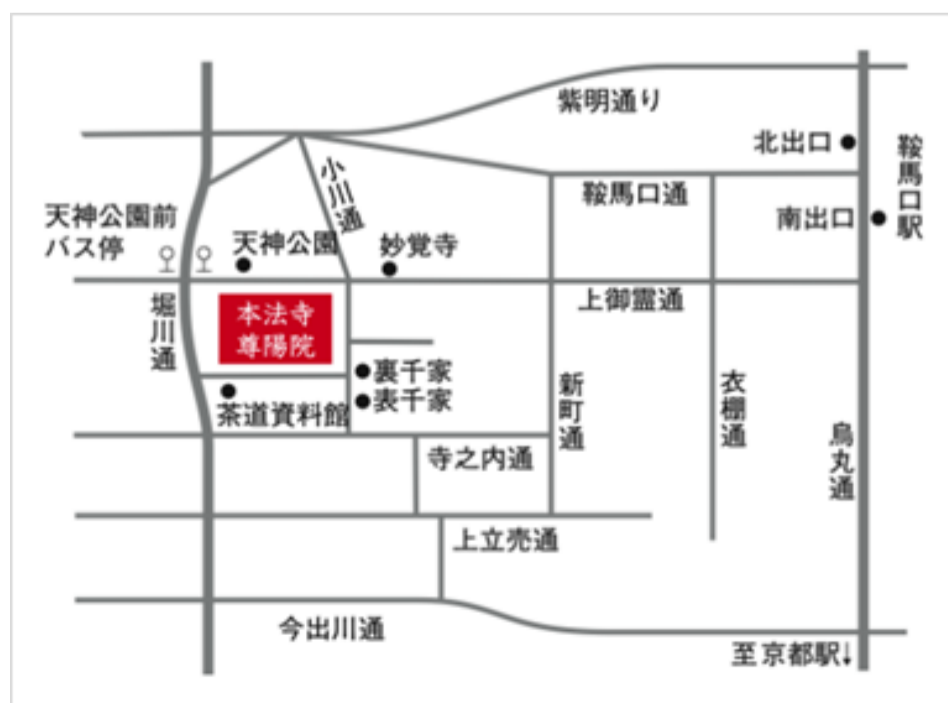 紫明通り
北出口
鞍馬口駅
小川通
鞍馬口通
南出口
天神公園前
バス停
天神公園
妙覚寺
上御霊通
堀川通
本法寺
尊陽院
裏千家
表千家
茶道資料館
新町通
衣棚通
烏丸通
寺之内通
上立売通
今出川通
至京都駅↓